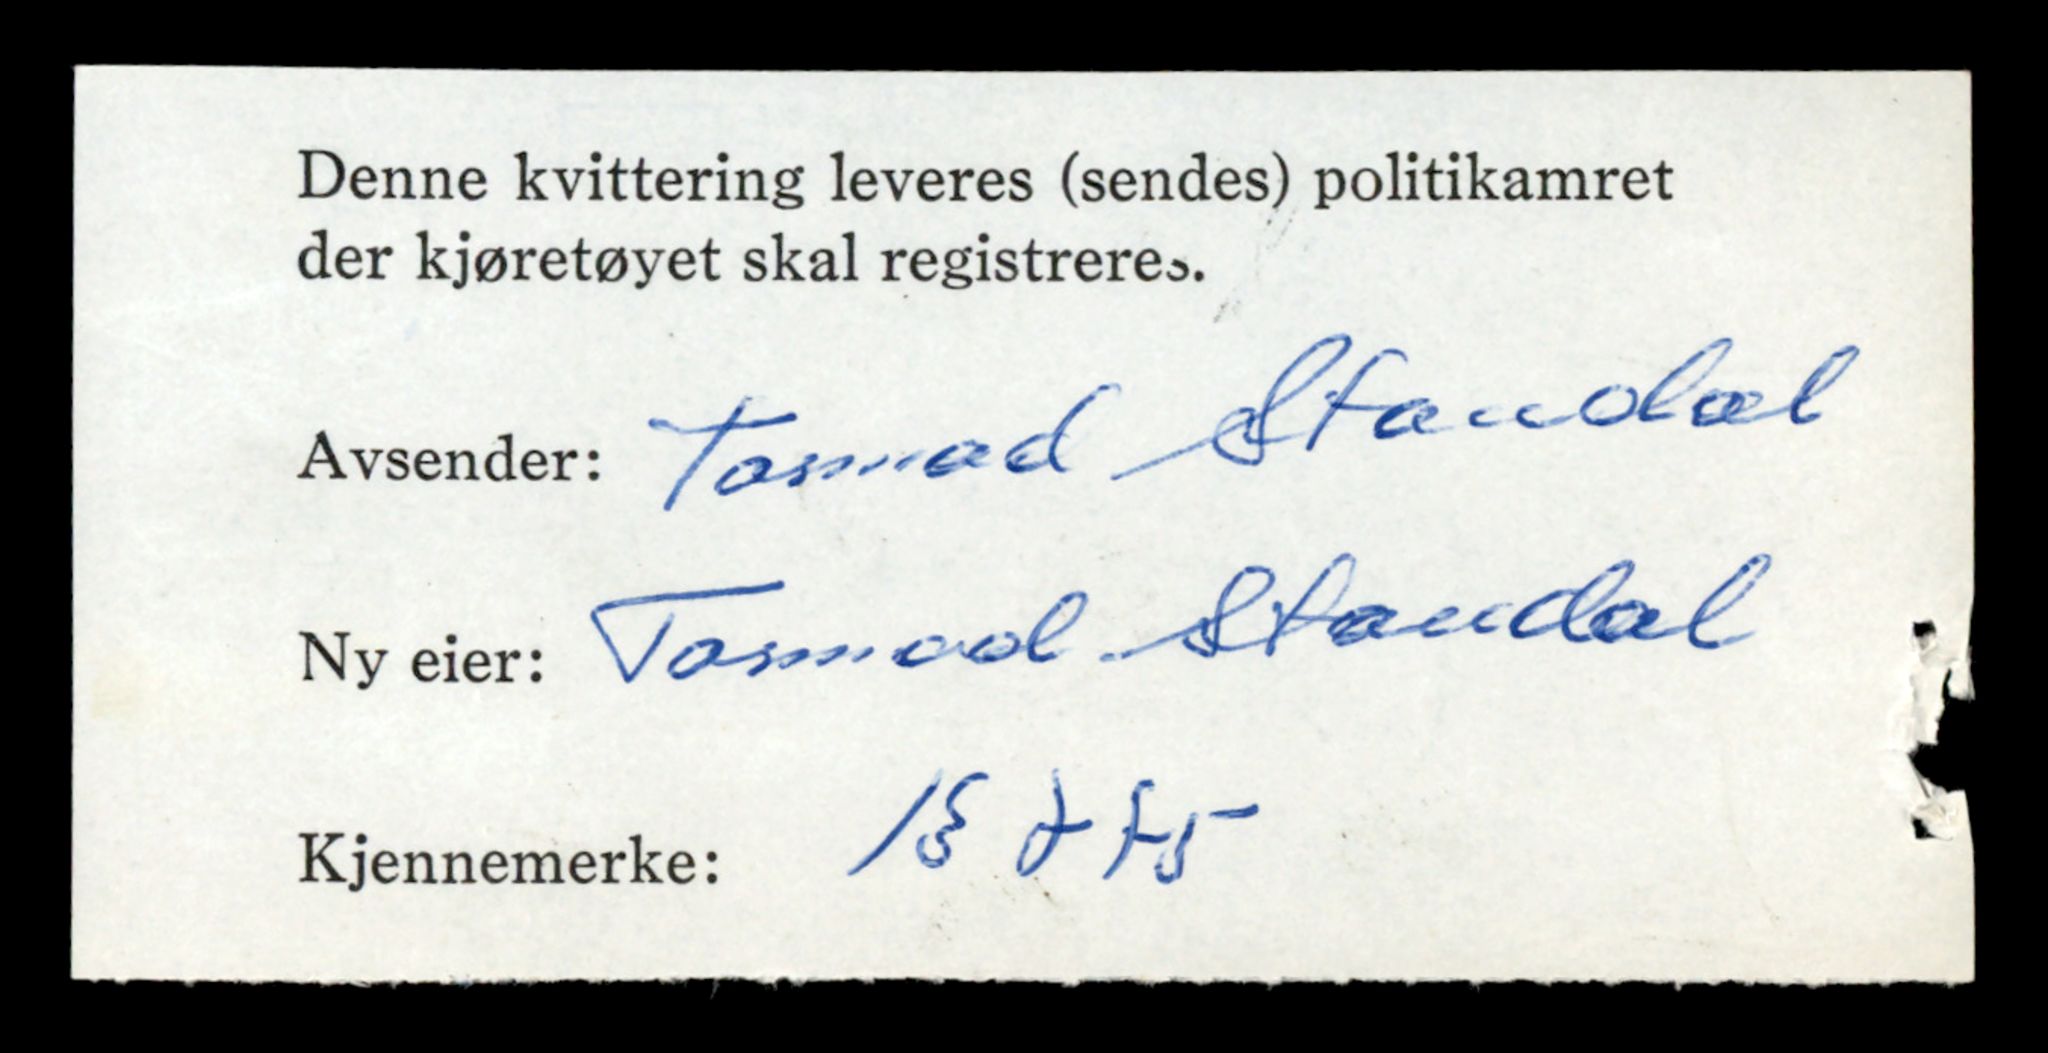 Denne kvittering leveres (sendes) politikamret
der kjøretøyet skal registreres.
Avsender: Tormod Standal
Ny eier: Tormod Standal
Kjennemerke: